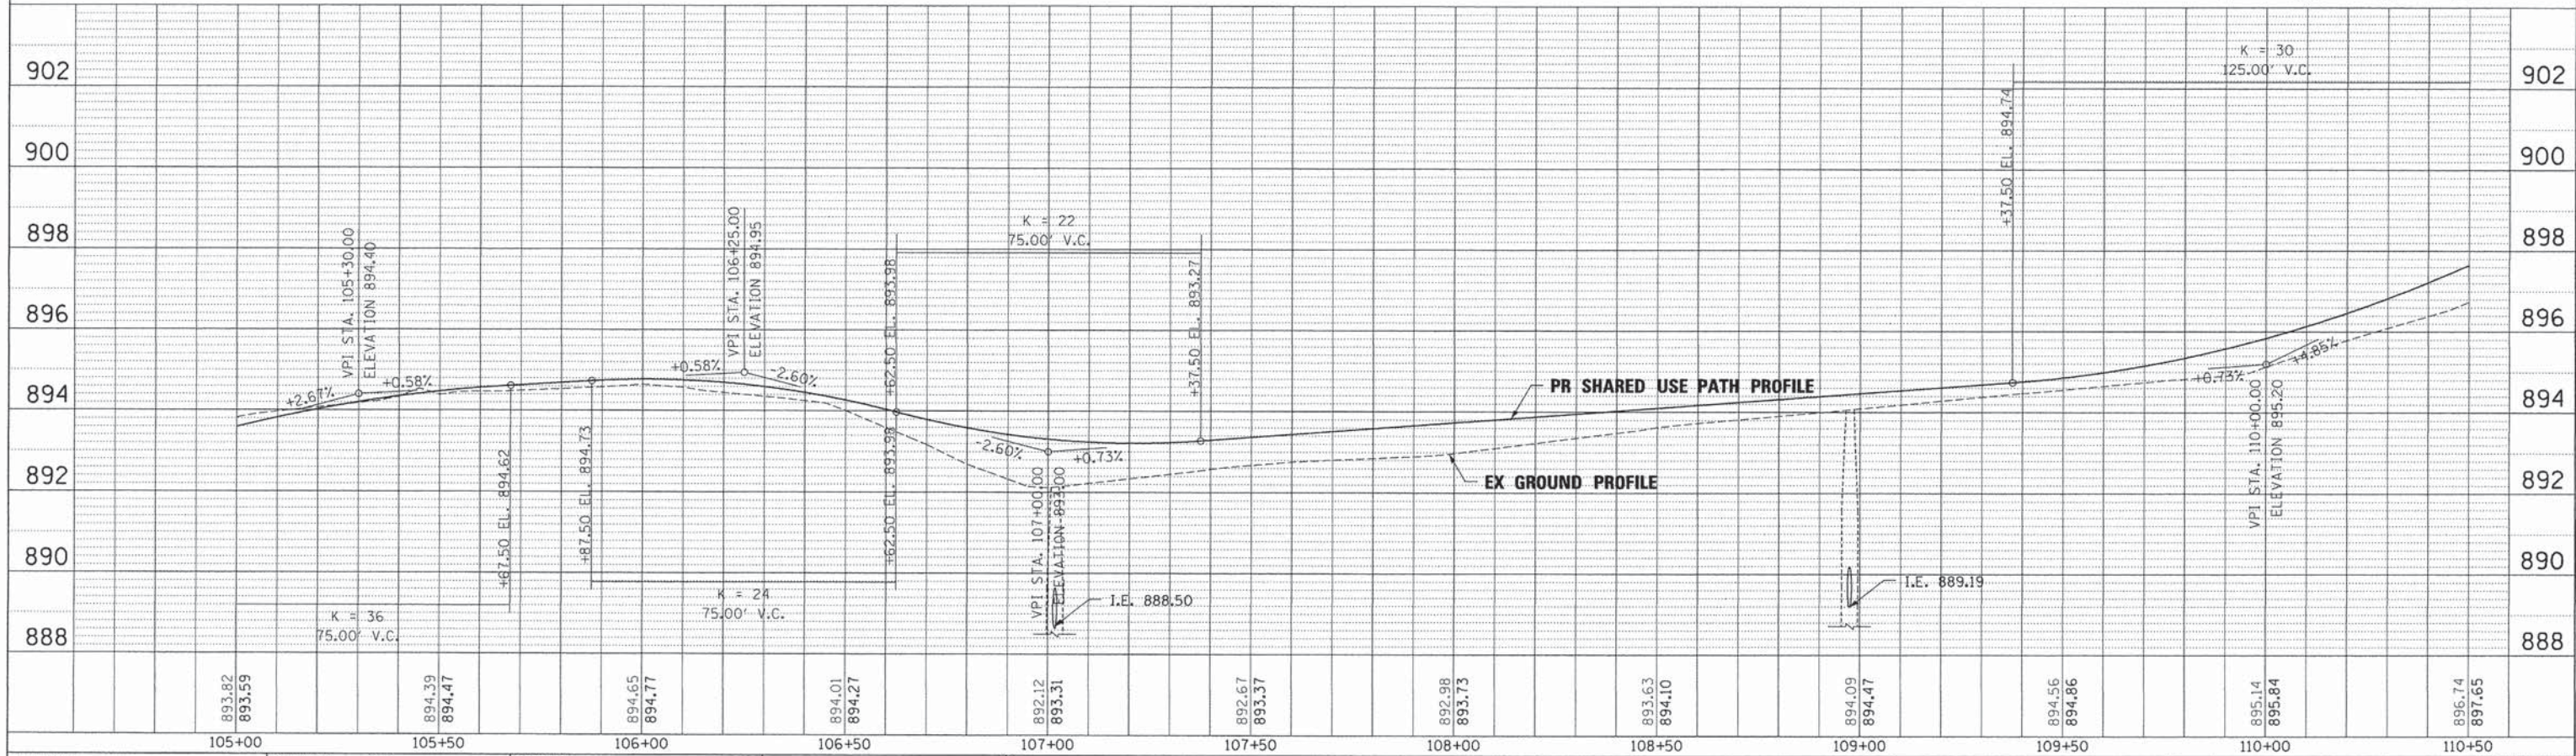 K = 30
125.00' V.C.
902
902
+37.50 EL. 894.74
900
900
898
898
VPI STA. 105+30.00
ELEVATION 894.40
VPI STA. 106+25.00
ELEVATION 894.95
K = 22
75.00' V.C.
+62.50 EL. 893.98
+37.50 EL. 893.27
896
896
+2.67%
+0.58%
+0.58%
-2.60%
PR SHARED USE PATH PROFILE
+0.73%
+4.85%
894
894
+67.50 EL. 894.62
+87.50 EL. 894.73
+62.50 EL. 893.98
-2.60%
+0.73%
VPI STA. 107+00.00
ELEVATION 893.00
EX GROUND PROFILE
VPI STA. 110+00.00
ELEVATION 895.20
892
892
890
890
K = 36
75.00' V.C.
K = 24
75.00' V.C.
I.E. 888.50
I.E. 889.19
888
888
893.82
893.59
894.39
894.47
894.65
894.77
894.01
894.27
892.12
893.31
892.67
893.37
892.98
893.73
893.63
894.10
894.09
894.47
894.56
894.86
895.14
895.84
896.74
897.65
105+00
105+50
106+00
106+50
107+00
107+50
108+00
108+50
109+00
109+50
110+00
110+50